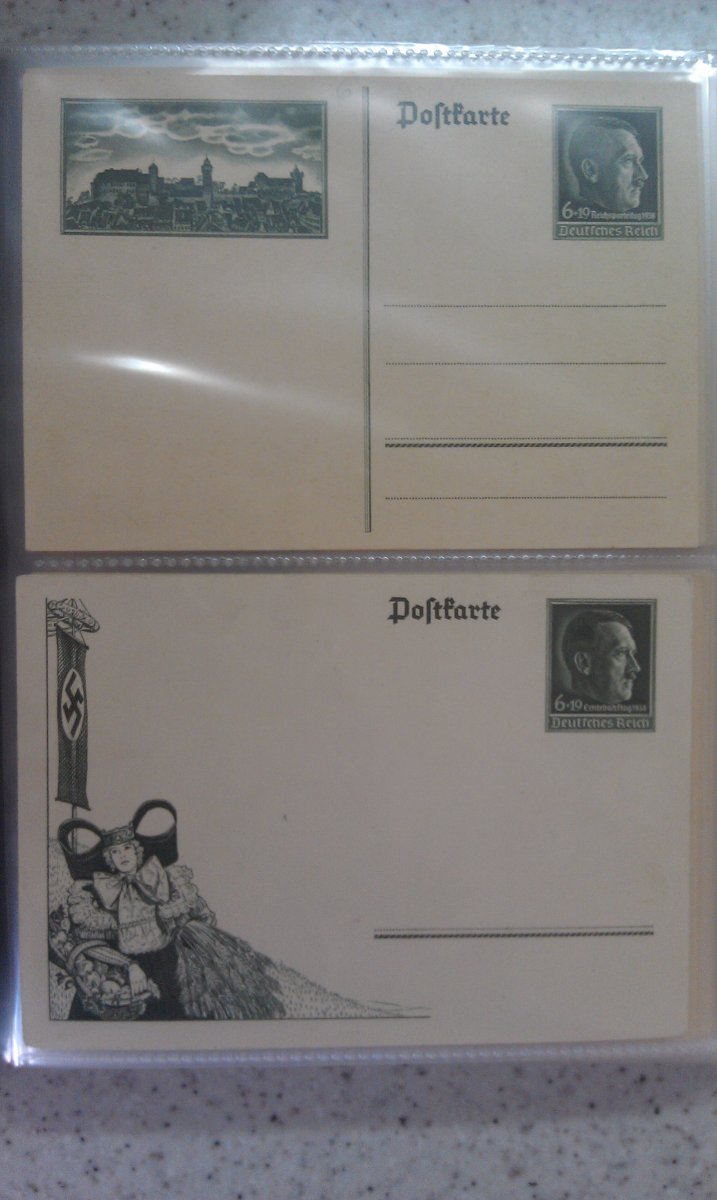 Poſtkarte
6+19 Reichsparteitag 1938
Deutſches Reich
Poſtkarte
6+19 Erntedanktag 1938
Deutſches Reich